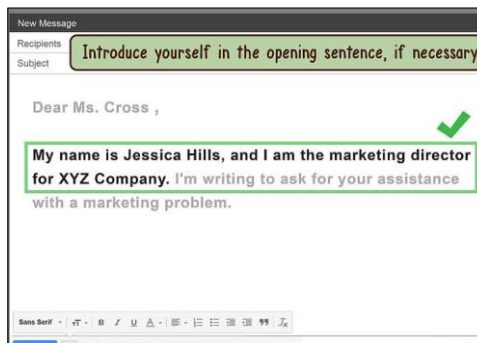 New Message
Recipients
Introduce yourself in the opening sentence, if necessary
Subject
Dear Ms. Cross ,
My name is Jessica Hills, and I am the marketing director
for XYZ Company. I'm writing to ask for your assistance
with a marketing problem.
Sans Serif